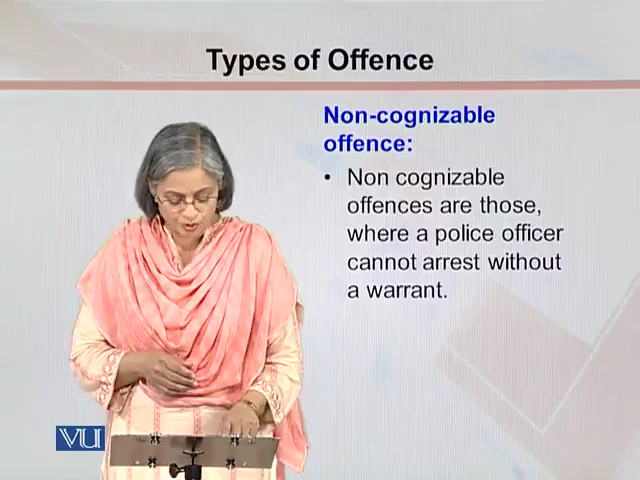 Types of Offence
Non-cognizable
offence:
• Non cognizable
offences are those,
where a police officer
cannot arrest without
a warrant.
VU